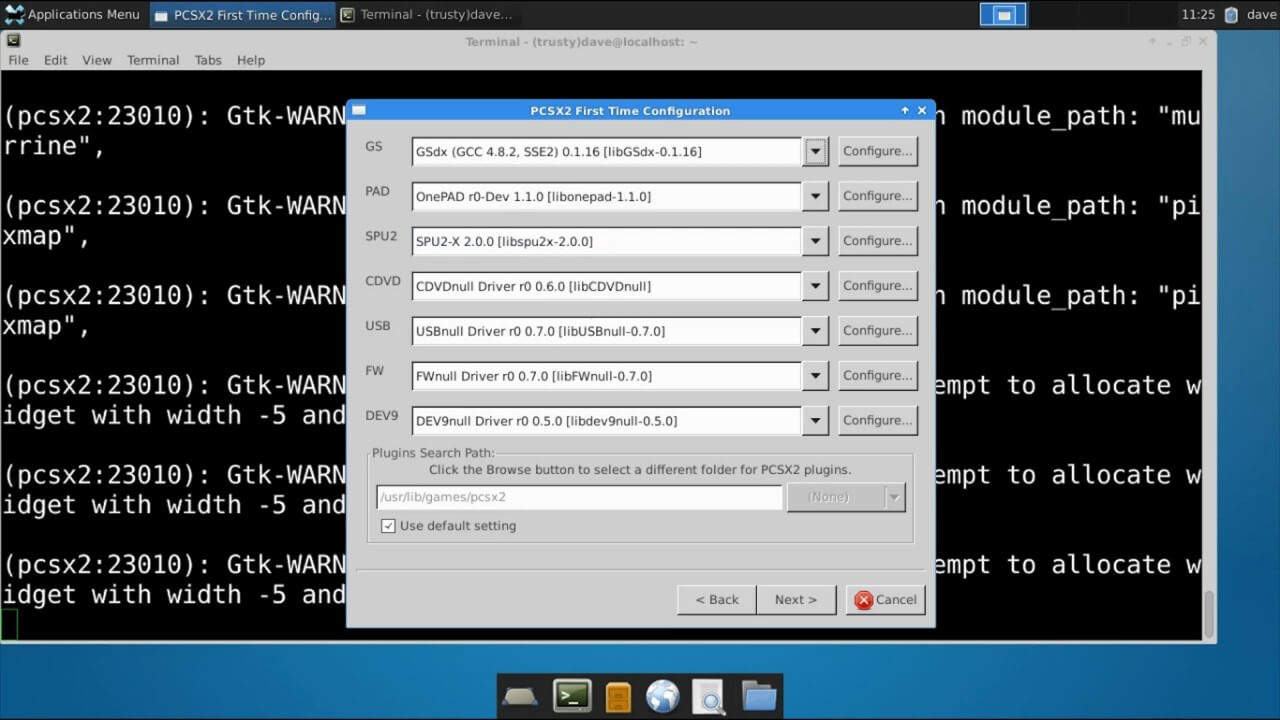 Applications Menu PCSX2 First Time Config... Terminal - (trusty)dave... 11:25 dave
Terminal - (trusty)dave@localhost: ~
File Edit View Terminal Tabs Help
PCSX2 First Time Configuration
(pcsx2:23010): Gtk-WARN
n module_path: "mu
rrine",
(pcsx2:23010): Gtk-WARN
n module_path: "pi
xmap",
(pcsx2:23010): Gtk-WARN
n module_path: "pi
xmap",
(pcsx2:23010): Gtk-WARN
empt to allocate w
idget with width -5 and
(pcsx2:23010): Gtk-WARN
empt to allocate w
idget with width -5 and
(pcsx2:23010): Gtk-WARN
empt to allocate w
idget with width -5 and
GS GSdx (GCC 4.8.2, SSE2) 0.1.16 [libGSdx-0.1.16] Configure...
PAD OnePAD r0-Dev 1.1.0 [libonepad-1.1.0] Configure...
SPU2 SPU2-X 2.0.0 [libspu2x-2.0.0] Configure...
CDVD CDVDnull Driver r0 0.6.0 [libCDVDnull] Configure...
USB USBnull Driver r0 0.7.0 [libUSBnull-0.7.0] Configure...
FW FWnull Driver r0 0.7.0 [libFWnull-0.7.0] Configure...
DEV9 DEV9null Driver r0 0.5.0 [libdev9null-0.5.0] Configure...
Plugins Search Path:
Click the Browse button to select a different folder for PCSX2 plugins.
/usr/lib/games/pcsx2 (None)
Use default setting
< Back Next > Cancel